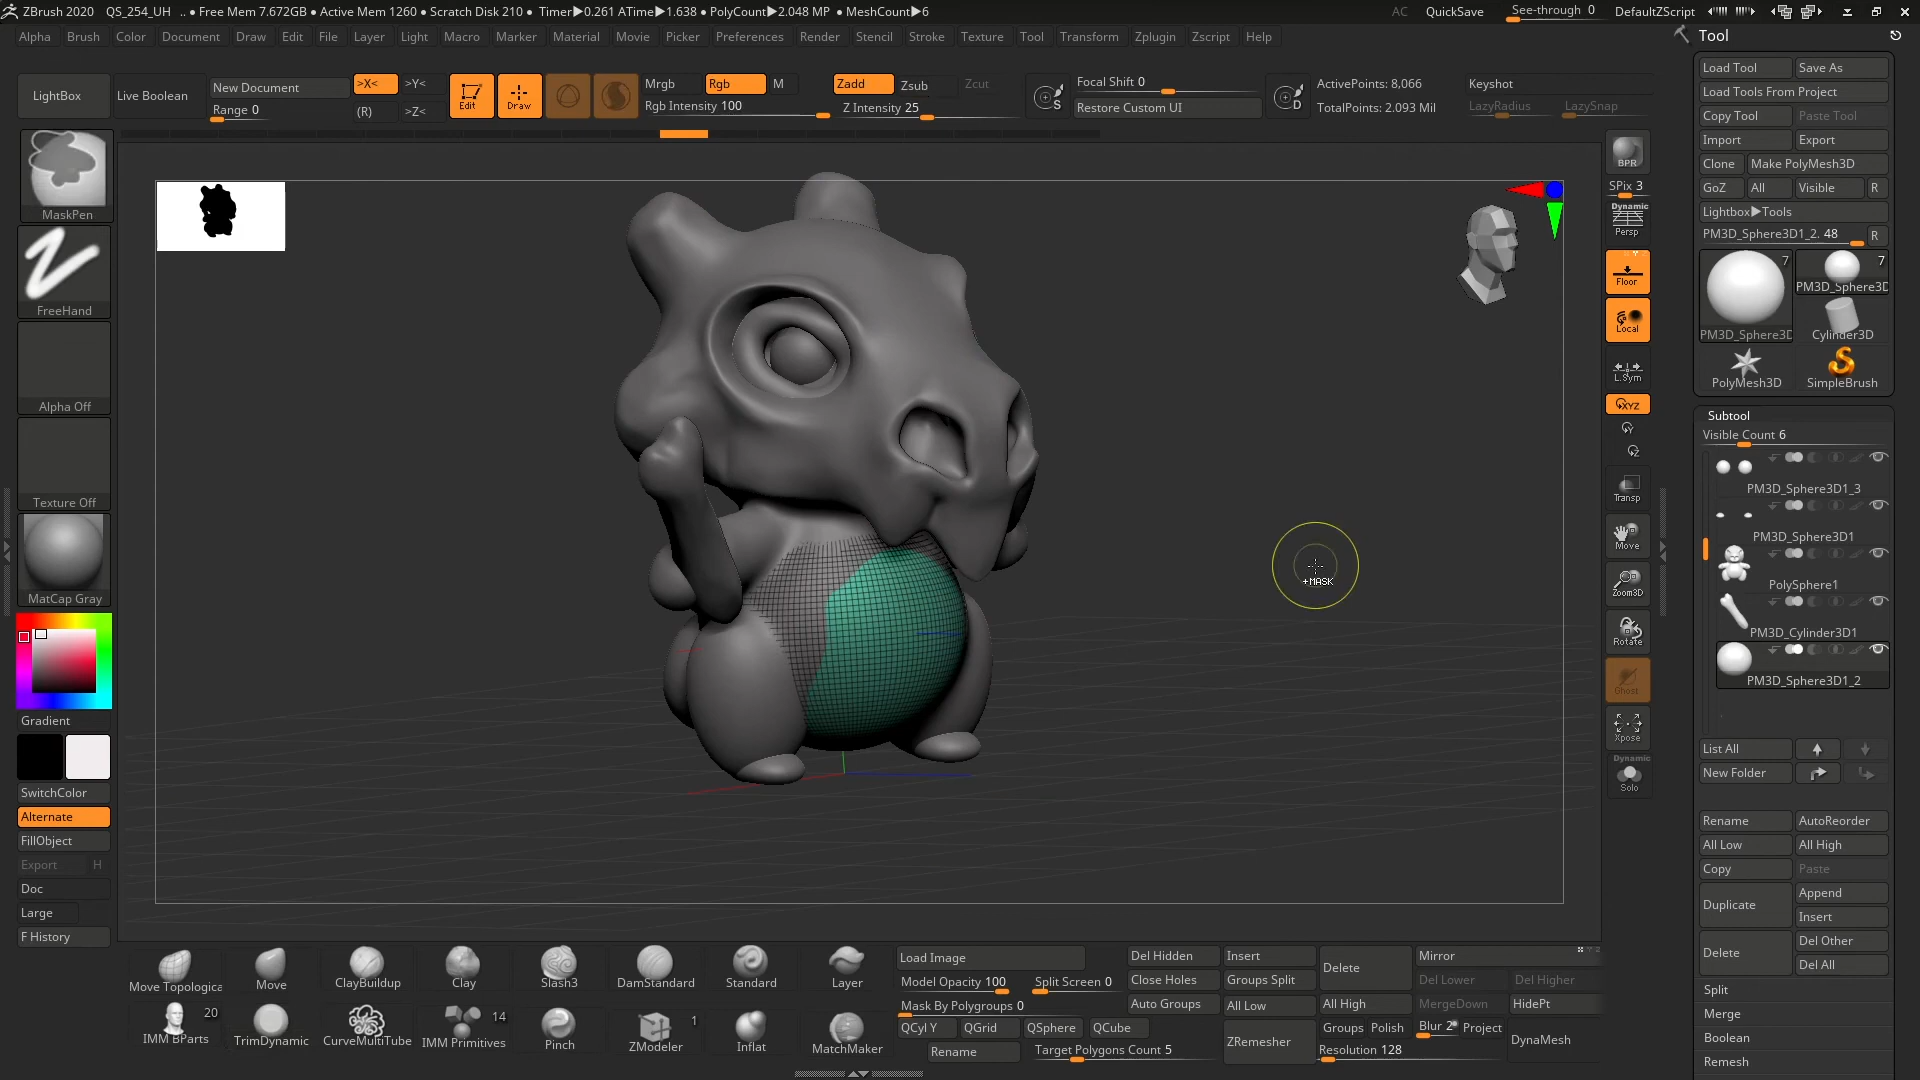 ZBrush 2020 QS_254_UH .. ● Free Mem 7.672GB ● Active Mem 1260 ● Scratch Disk 210 ● Timer▶0.261 ATime▶1.638 ● PolyCount▶2.048 MP ● MeshCount▶6 AC QuickSave See-through 0 DefaultZScript
Alpha Brush Color Document Draw Edit File Layer Light Macro Marker Material Movie Picker Preferences Render Stencil Stroke Texture Tool Transform Zplugin Zscript Help
LightBox
Live Boolean
New Document
Range 0
>X< >Y<
(R) >Z<
Edit
Draw
Mrgb Rgb M
Rgb Intensity 100
Zadd Zsub Zcut
Z Intensity 25
S
Focal Shift 0
Restore Custom UI
D
ActivePoints: 8,066
TotalPoints: 2.093 Mil
Keyshot
LazyRadius LazySnap
MaskPen
FreeHand
Alpha Off
Texture Off
MatCap Gray
Gradient
SwitchColor
Alternate
FillObject
Export H
Doc
Large
F History
+MASK
BPR
SPix 3
Dynamic
Persp
Floor
Local
L.Sym
XYZ
Y
Z
Transp
Move
Zoom3D
Rotate
Ghost
Xpose
Dynamic
Solo
Tool
Load Tool Save As
Load Tools From Project
Copy Tool Paste Tool
Import Export
Clone Make PolyMesh3D
GoZ All Visible R
Lightbox▶Tools
PM3D_Sphere3D1_2. 48 R
7
PM3D_Sphere3D
7
PM3D_Sphere3D
Cylinder3D
PolyMesh3D SimpleBrush
Subtool
Visible Count 6
PM3D_Sphere3D1_3
PM3D_Sphere3D1
PolySphere1
PM3D_Cylinder3D1
PM3D_Sphere3D1_2
List All
New Folder
Rename AutoReorder
All Low All High
Copy Paste
Duplicate Append
Insert
Delete Del Other
Del All
Split
Merge
Boolean
Remesh
Move Topologica Move ClayBuildup Clay Slash3 DamStandard Standard Layer
20 14 1
IMM BParts TrimDynamic CurveMultiTube IMM Primitives Pinch ZModeler Inflat MatchMaker
Load Image
Model Opacity 100 Split Screen 0
Mask By Polygroups 0
QCyl Y QGrid QSphere QCube
Rename Target Polygons Count 5
Del Hidden Insert
Close Holes Groups Split
Auto Groups All Low
ZRemesher
Delete
All High
Groups Polish Blur 2 Project
Resolution 128
Mirror
Del Lower Del Higher
MergeDown HidePt
DynaMesh